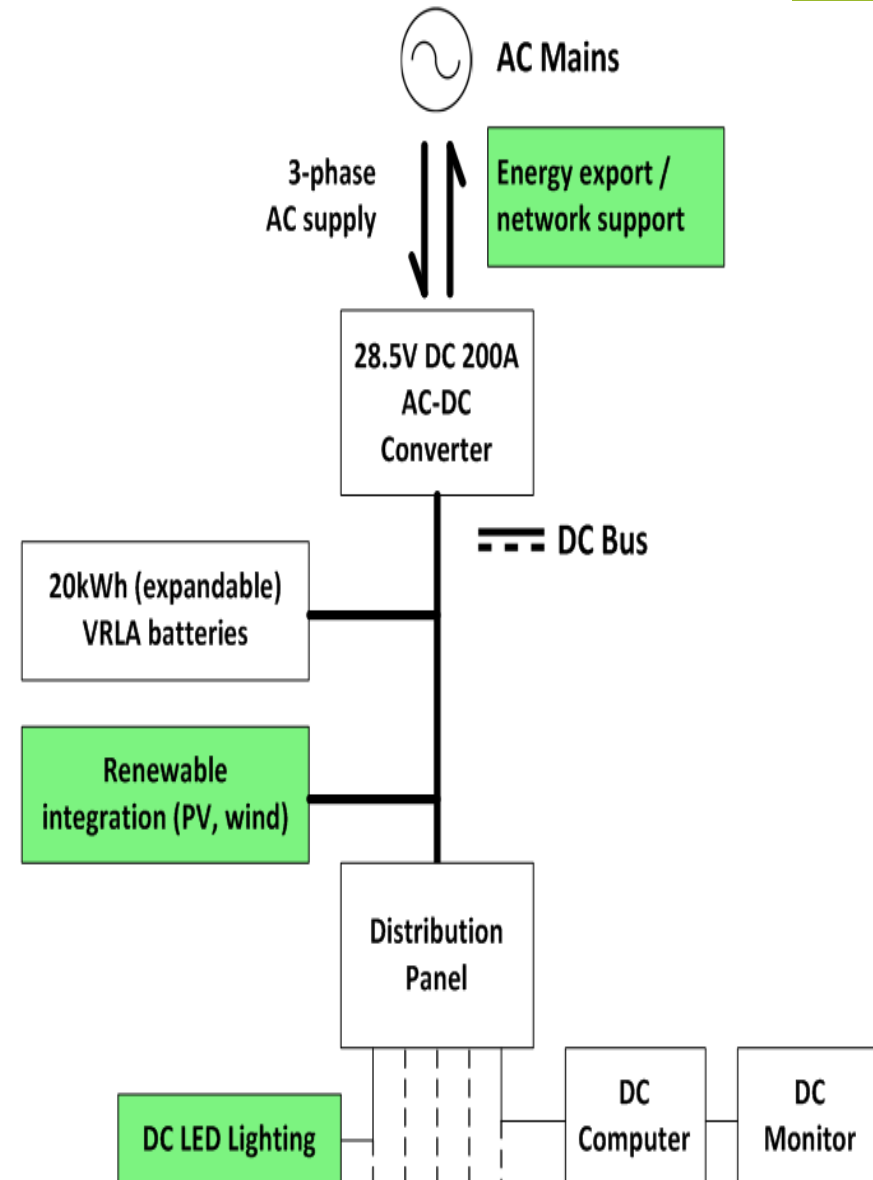 AC Mains
3-phase
AC supply
Energy export /
network support
28.5V DC 200A
AC-DC
Converter
DC Bus
20kWh (expandable)
VRLA batteries
Renewable
integration (PV, wind)
Distribution
Panel
DC LED Lighting
DC
Computer
DC
Monitor